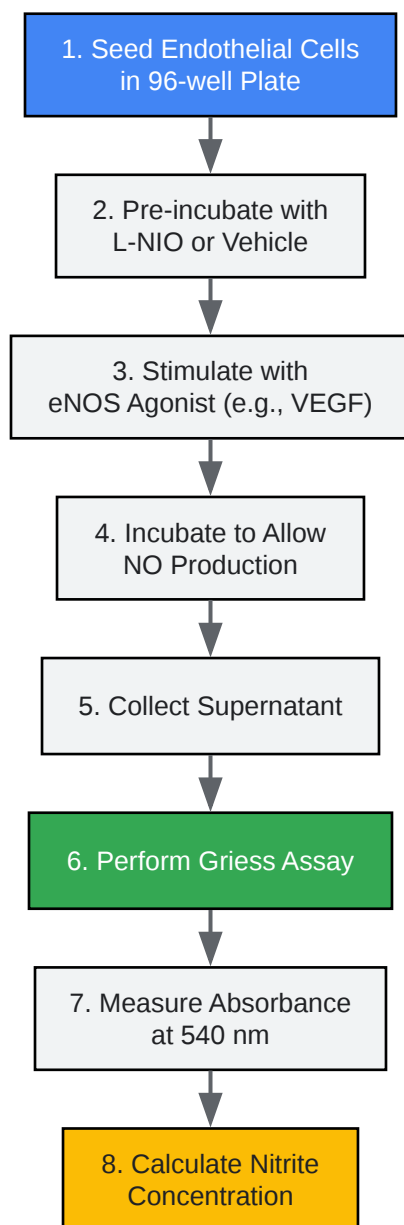 1. Seed Endothelial Cells
in 96-well Plate
2. Pre-incubate with
L-NIO or Vehicle
3. Stimulate with
eNOS Agonist (e.g., VEGF)
4. Incubate to Allow
NO Production
5. Collect Supernatant
6. Perform Griess Assay
7. Measure Absorbance
at 540 nm
8. Calculate Nitrite
Concentration